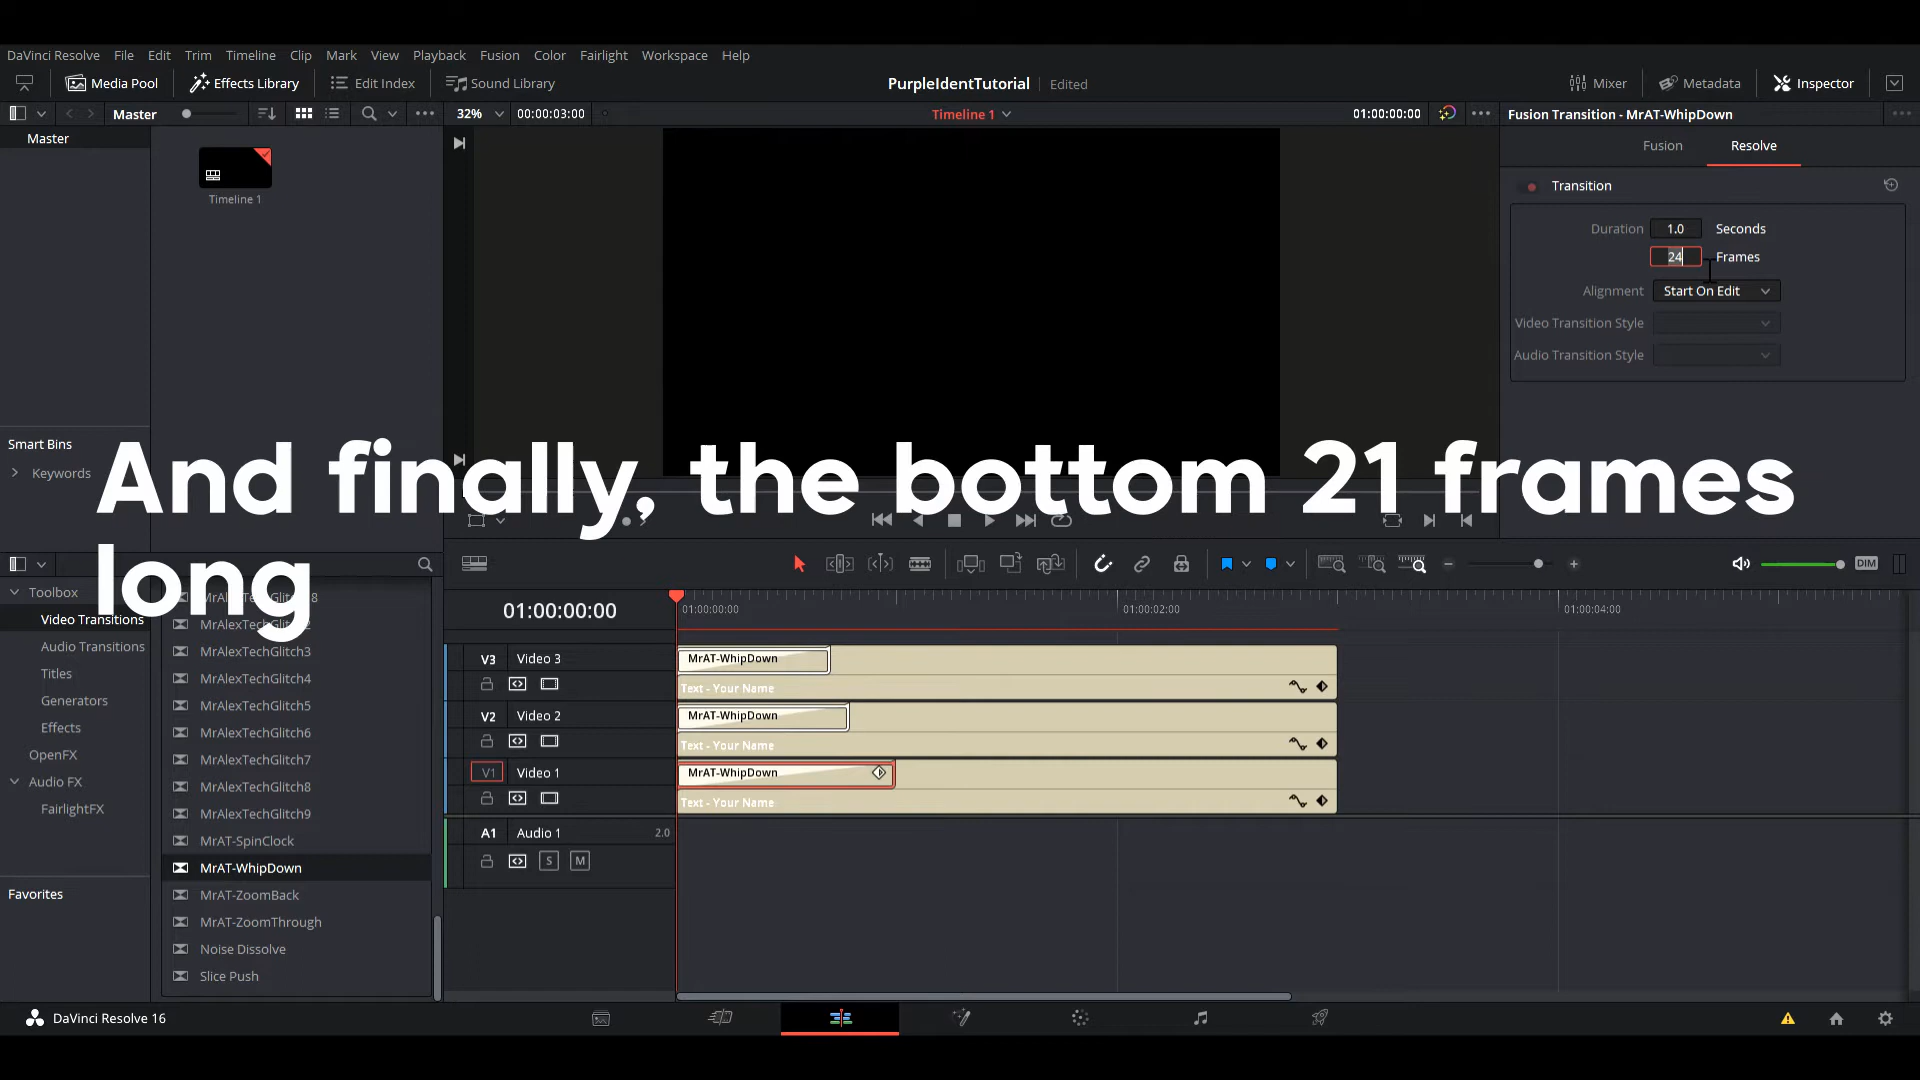 DaVinci Resolve File Edit Trim Timeline Clip Mark View Playback Fusion Color Fairlight Workspace Help
Media Pool Effects Library Edit Index Sound Library PurpleIdentTutorial Edited Mixer Metadata Inspector
Master 32% 00:00:03:00 Timeline 1 01:00:00:00 Fusion Transition - MrAT-WhipDown
Master
Timeline 1
Fusion Resolve
Transition
Duration 1.0 Seconds
24 Frames
Alignment Start On Edit
Video Transition Style
Audio Transition Style
Smart Bins
Keywords
And finally, the bottom 21 frames
long
DIM
Toolbox
Video Transitions
Audio Transitions
Titles
Generators
Effects
OpenFX
Audio FX
FairlightFX
Favorites
MrAlexTechGlitch3
MrAlexTechGlitch4
MrAlexTechGlitch5
MrAlexTechGlitch6
MrAlexTechGlitch7
MrAlexTechGlitch8
MrAlexTechGlitch9
MrAT-SpinClock
MrAT-WhipDown
MrAT-ZoomBack
MrAT-ZoomThrough
Noise Dissolve
Slice Push
01:00:00:00 01:00:00:00 01:00:02:00 01:00:04:00
V3 Video 3 MrAT-WhipDown
Text - Your Name
V2 Video 2 MrAT-WhipDown
Text - Your Name
V1 Video 1 MrAT-WhipDown
Text - Your Name
A1 Audio 1 2.0
S M
DaVinci Resolve 16